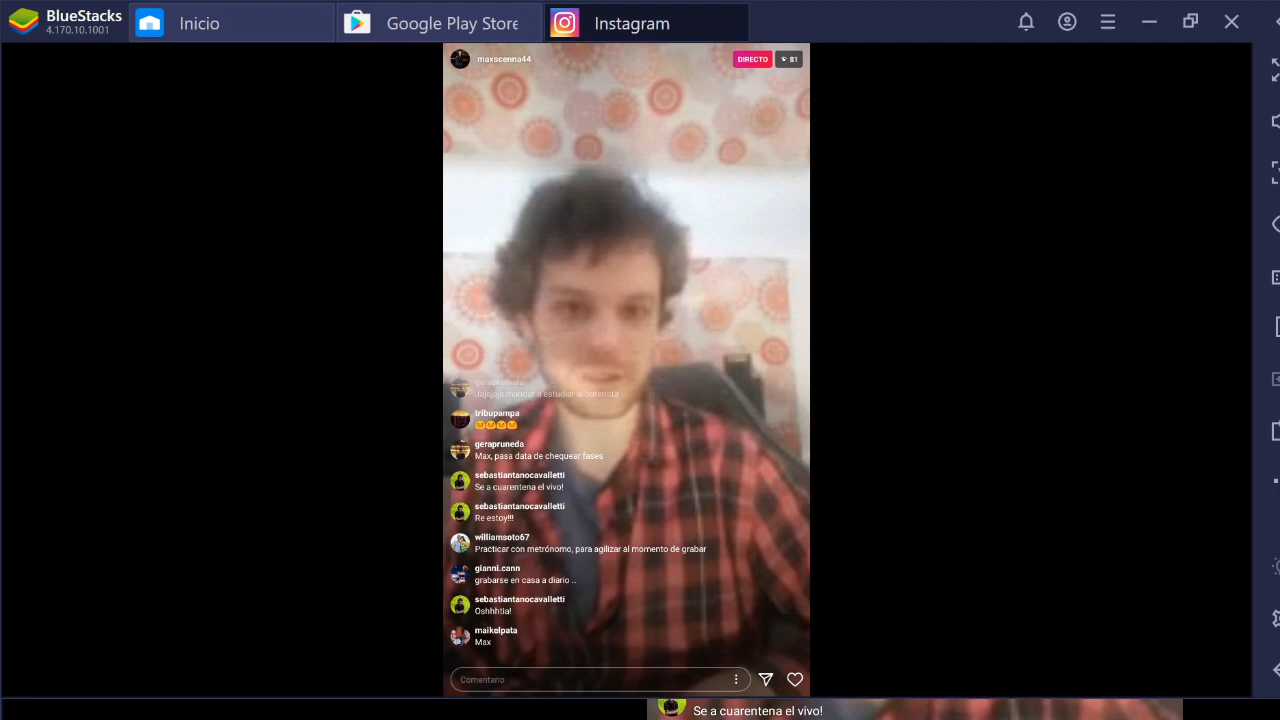 BlueStacks
4.170.10.1001
Inicio
Google Play Store
Instagram
maxscenna44
DIRECTO
81
Jajajaja mandar a estudiar al baterista
tribupampa
gerapruneda
Max, pasa data de chequear fases
sebastiantanocavalletti
Se a cuarentena el vivo!
sebastiantanocavalletti
Re estoy!!!
williamsoto67
Practicar con metrónomo, para agilizar al momento de grabar
gianni.cann
grabarse en casa a diario ..
sebastiantanocavalletti
Oshhhtia!
maikelpata
Max
Comentario
Se a cuarentena el vivo!